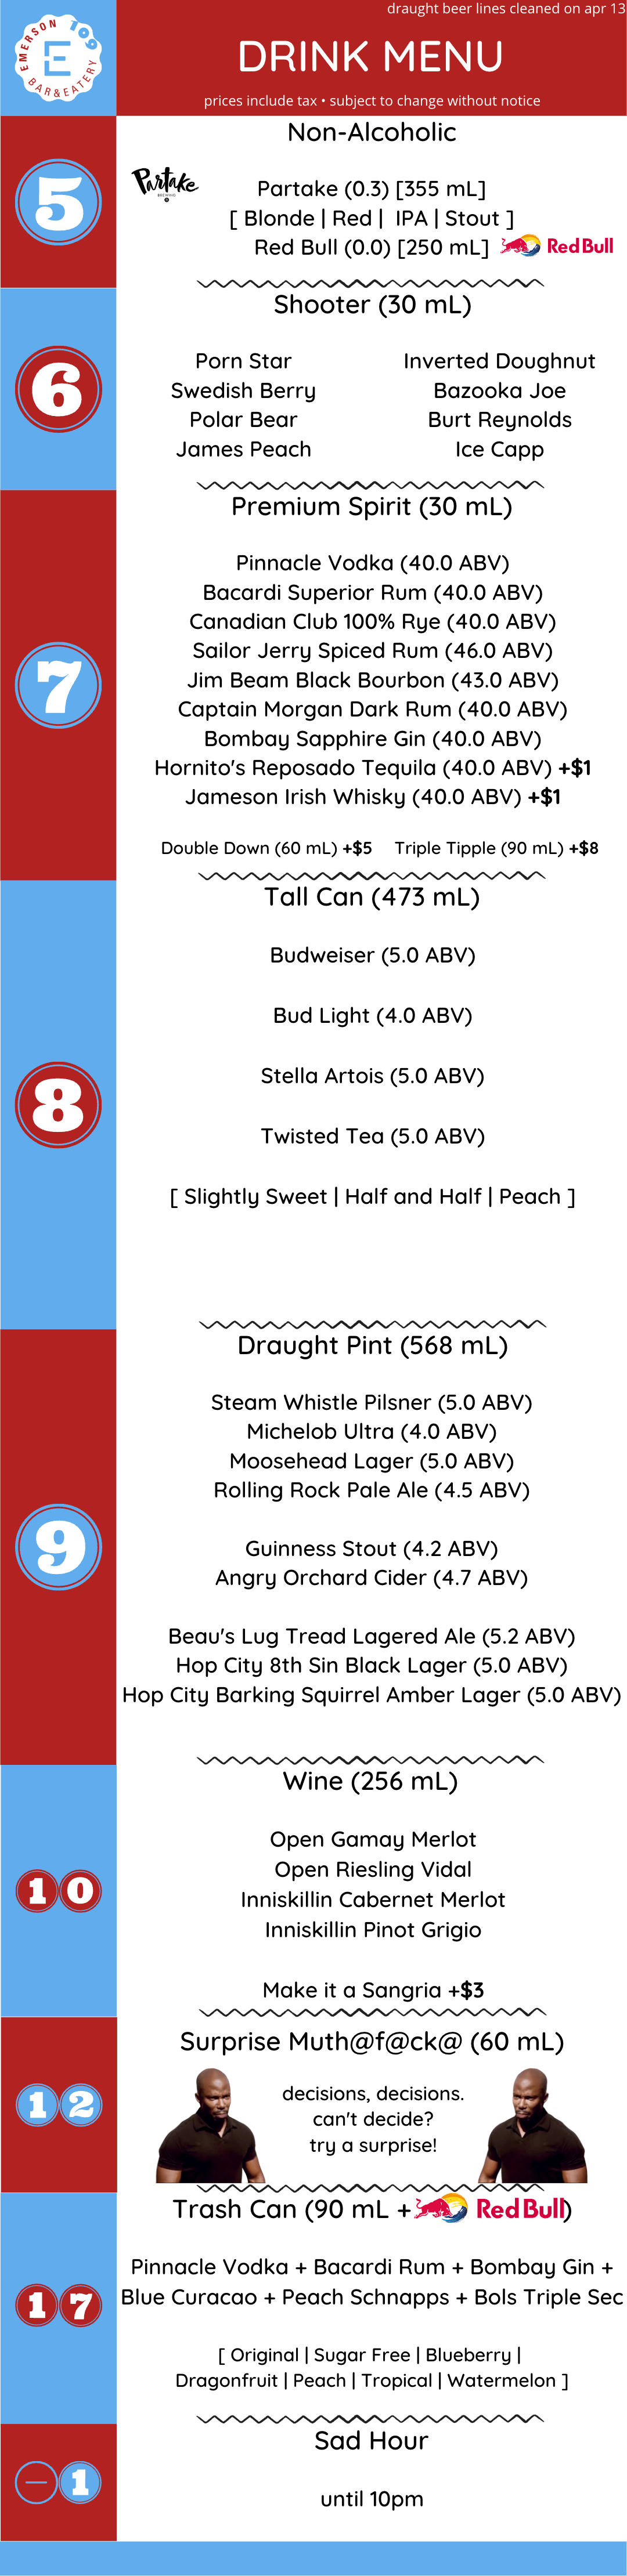 draught beer lines cleaned on apr 13
EMERSON TOO
E
BAR & EATERY
DRINK MENU
prices include tax • subject to change without notice
Non-Alcoholic
5
Partake
BREWING
Partake (0.3) [355 mL]
[ Blonde | Red | IPA | Stout ]
Red Bull (0.0) [250 mL] Red Bull
Shooter (30 mL)
6
Porn Star Inverted Doughnut
Swedish Berry Bazooka Joe
Polar Bear Burt Reynolds
James Peach Ice Capp
Premium Spirit (30 mL)
7
Pinnacle Vodka (40.0 ABV)
Bacardi Superior Rum (40.0 ABV)
Canadian Club 100% Rye (40.0 ABV)
Sailor Jerry Spiced Rum (46.0 ABV)
Jim Beam Black Bourbon (43.0 ABV)
Captain Morgan Dark Rum (40.0 ABV)
Bombay Sapphire Gin (40.0 ABV)
Hornito's Reposado Tequila (40.0 ABV) +$1
Jameson Irish Whisky (40.0 ABV) +$1
Double Down (60 mL) +$5 Triple Tipple (90 mL) +$8
Tall Can (473 mL)
8
Budweiser (5.0 ABV)
Bud Light (4.0 ABV)
Stella Artois (5.0 ABV)
Twisted Tea (5.0 ABV)
[ Slightly Sweet | Half and Half | Peach ]
Draught Pint (568 mL)
9
Steam Whistle Pilsner (5.0 ABV)
Michelob Ultra (4.0 ABV)
Moosehead Lager (5.0 ABV)
Rolling Rock Pale Ale (4.5 ABV)
Guinness Stout (4.2 ABV)
Angry Orchard Cider (4.7 ABV)
Beau's Lug Tread Lagered Ale (5.2 ABV)
Hop City 8th Sin Black Lager (5.0 ABV)
Hop City Barking Squirrel Amber Lager (5.0 ABV)
Wine (256 mL)
10
Open Gamay Merlot
Open Riesling Vidal
Inniskillin Cabernet Merlot
Inniskillin Pinot Grigio
Make it a Sangria +$3
Surprise Muth@f@ck@ (60 mL)
12
decisions, decisions.
can't decide?
try a surprise!
Trash Can (90 mL + Red Bull)
17
Pinnacle Vodka + Bacardi Rum + Bombay Gin +
Blue Curacao + Peach Schnapps + Bols Triple Sec
[ Original | Sugar Free | Blueberry |
Dragonfruit | Peach | Tropical | Watermelon ]
Sad Hour
−1
until 10pm